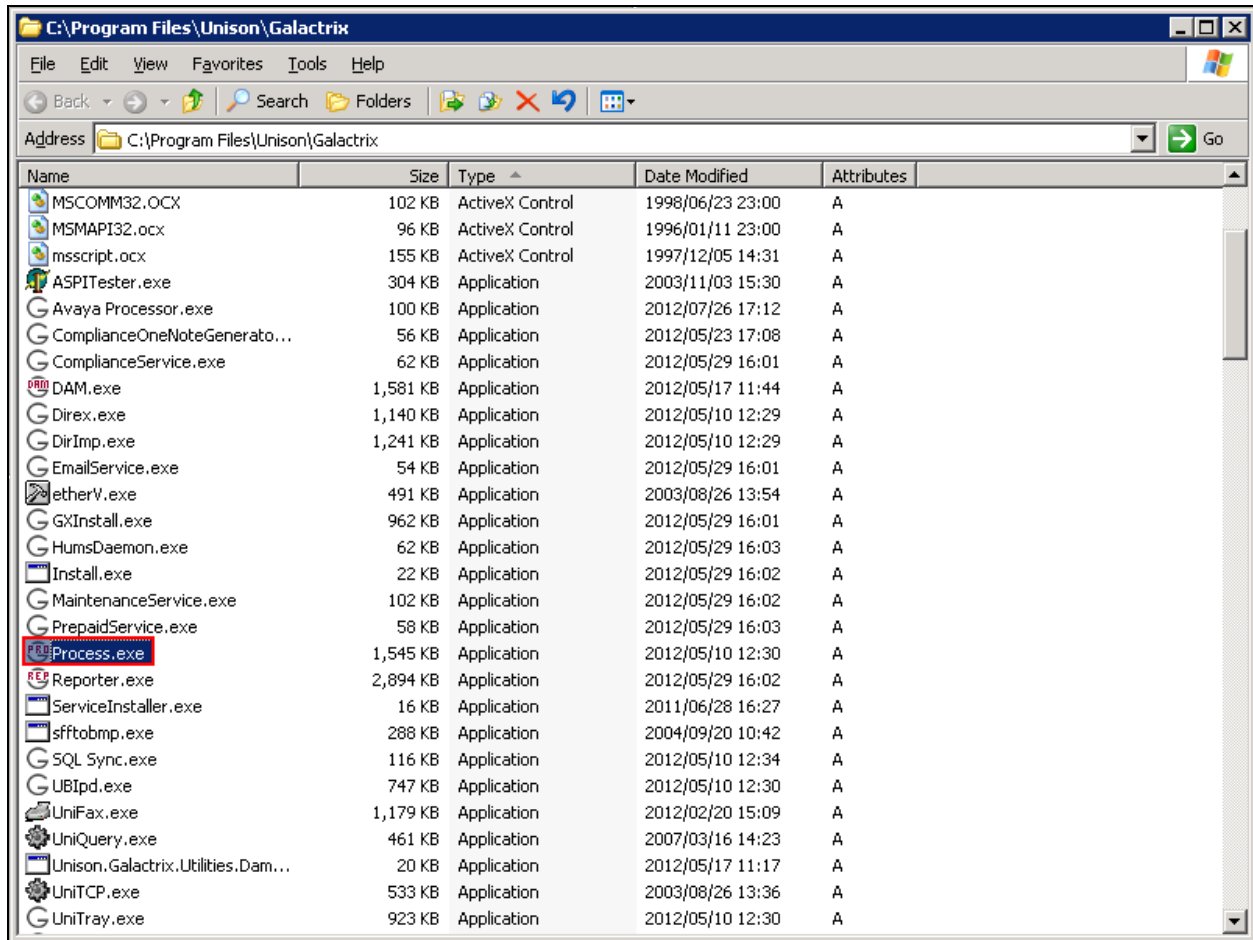 C:\Program Files\Unison\Galactrix
File Edit View Favorites Tools Help
Back Search Folders
Address C:\Program Files\Unison\Galactrix Go
Name Size Type Date Modified Attributes
MSCOMM32.OCX 102 KB ActiveX Control 1998/06/23 23:00 A
MSMAPI32.ocx 96 KB ActiveX Control 1996/01/11 23:00 A
msscript.ocx 155 KB ActiveX Control 1997/12/05 14:31 A
ASPITester.exe 304 KB Application 2003/11/03 15:30 A
Avaya Processor.exe 100 KB Application 2012/07/26 17:12 A
ComplianceOneNoteGenerato... 56 KB Application 2012/05/23 17:08 A
ComplianceService.exe 62 KB Application 2012/05/29 16:01 A
DAM DAM.exe 1,581 KB Application 2012/05/17 11:44 A
Direx.exe 1,140 KB Application 2012/05/10 12:29 A
DirImp.exe 1,241 KB Application 2012/05/10 12:29 A
EmailService.exe 54 KB Application 2012/05/29 16:01 A
etherV.exe 491 KB Application 2003/08/26 13:54 A
GXInstall.exe 962 KB Application 2012/05/29 16:01 A
HumsDaemon.exe 62 KB Application 2012/05/29 16:03 A
Install.exe 22 KB Application 2012/05/29 16:02 A
MaintenanceService.exe 102 KB Application 2012/05/29 16:02 A
PrepaidService.exe 58 KB Application 2012/05/29 16:03 A
PRO Process.exe 1,545 KB Application 2012/05/10 12:30 A
REP Reporter.exe 2,894 KB Application 2012/05/29 16:02 A
ServiceInstaller.exe 16 KB Application 2011/06/28 16:27 A
sfftobmp.exe 288 KB Application 2004/09/20 10:42 A
SQL Sync.exe 116 KB Application 2012/05/10 12:34 A
UBIpd.exe 747 KB Application 2012/05/10 12:30 A
UniFax.exe 1,179 KB Application 2012/02/20 15:09 A
UniQuery.exe 461 KB Application 2007/03/16 14:23 A
Unison.Galactrix.Utilities.Dam... 20 KB Application 2012/05/17 11:17 A
UniTCP.exe 533 KB Application 2003/08/26 13:36 A
UniTray.exe 923 KB Application 2012/05/10 12:30 A